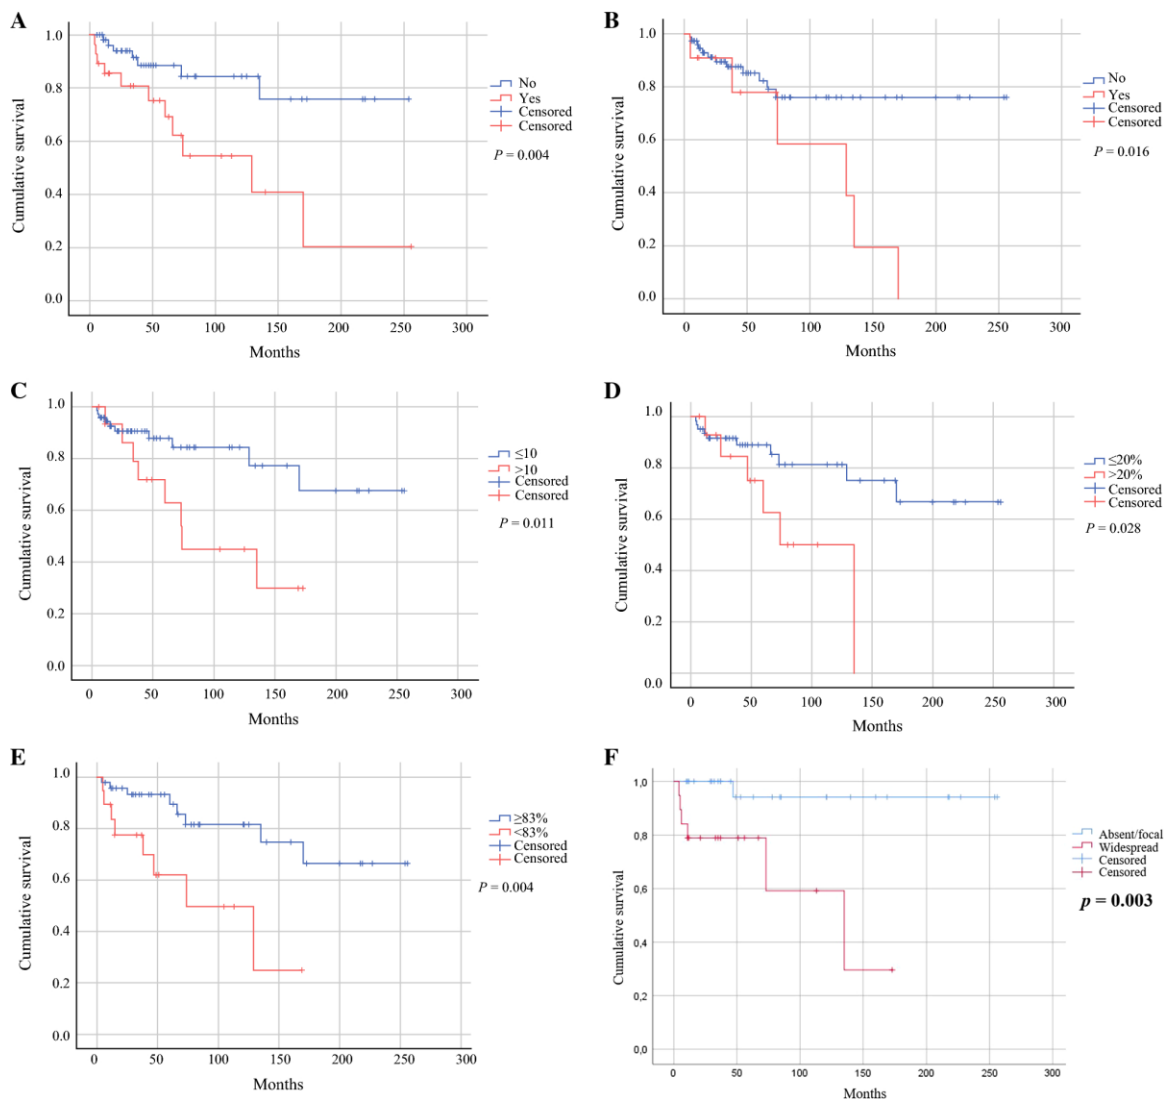 A
Cumulative survival
1.0
0.8
0.6
0.4
0.2
0.0
0 50 100 150 200 250 300
Months
No
Yes
Censored
Censored
P = 0.004
B
Cumulative survival
1.0
0.8
0.6
0.4
0.2
0.0
0 50 100 150 200 250 300
Months
No
Yes
Censored
Censored
P = 0.016
C
Cumulative survival
1.0
0.8
0.6
0.4
0.2
0.0
0 50 100 150 200 250 300
Months
≤10
>10
Censored
Censored
P = 0.011
D
Cumulative survival
1.0
0.8
0.6
0.4
0.2
0.0
0 50 100 150 200 250 300
Months
≤20%
>20%
Censored
Censored
P = 0.028
E
Cumulative survival
1.0
0.8
0.6
0.4
0.2
0.0
0 50 100 150 200 250 300
Months
≥83%
<83%
Censored
Censored
P = 0.004
F
Cumulative survival
1,0
0,8
0,6
0,4
0,2
0,0
0 50 100 150 200 250 300
Months
Absent/focal
Widespread
Censored
Censored
p = 0.003